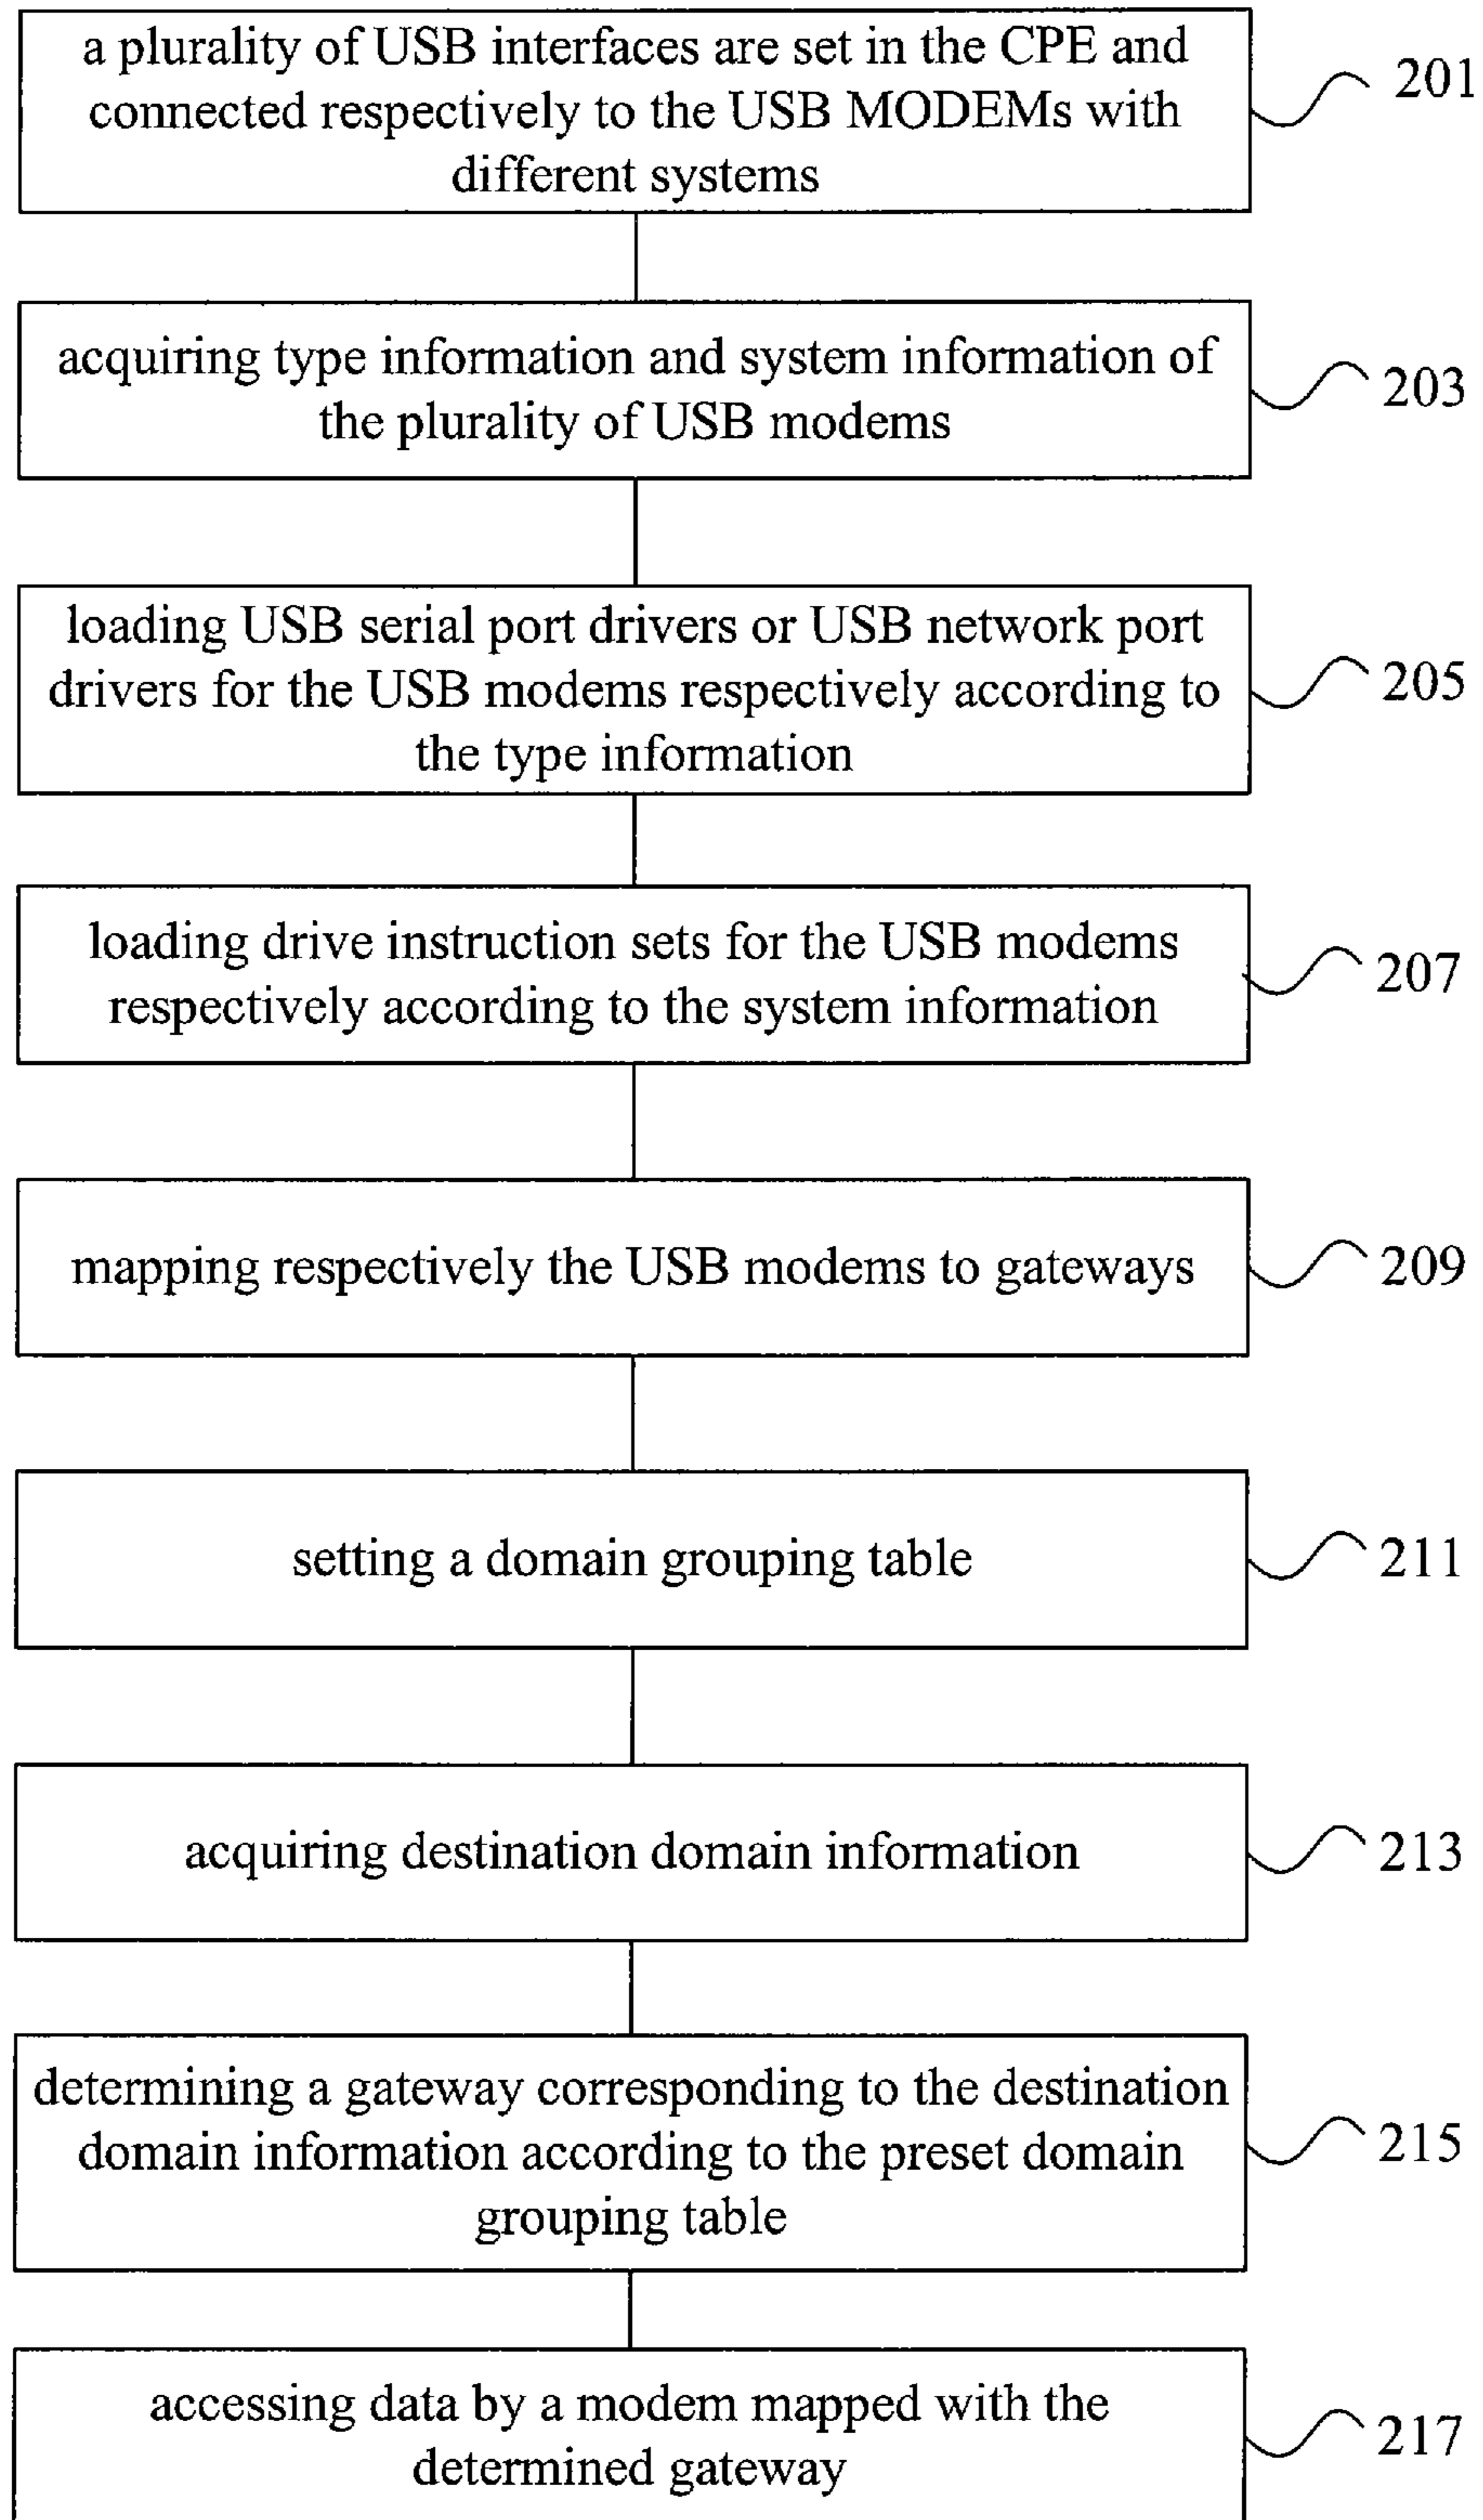 a plurality of USB interfaces are set in the CPE and
connected respectively to the USB MODEMs with
different systems
201
acquiring type information and system information of
the plurality of USB modems
203
loading USB serial port drivers or USB network port
drivers for the USB modems respectively according to
the type information
205
loading drive instruction sets for the USB modems
respectively according to the system information
207
mapping respectively the USB modems to gateways
209
setting a domain grouping table
211
acquiring destination domain information
213
determining a gateway corresponding to the destination
domain information according to the preset domain
grouping table
215
accessing data by a modem mapped with the
determined gateway
217